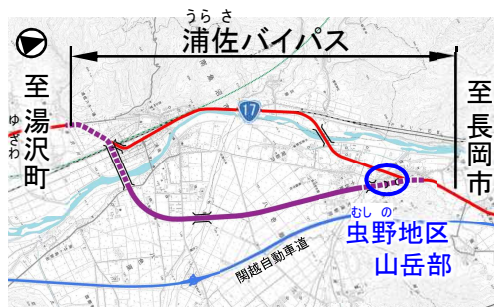 うらさ
浦佐バイパス
至湯沢町
ゆざわ
17
至長岡市
むしの
虫野地区
山岳部
関越自動車道